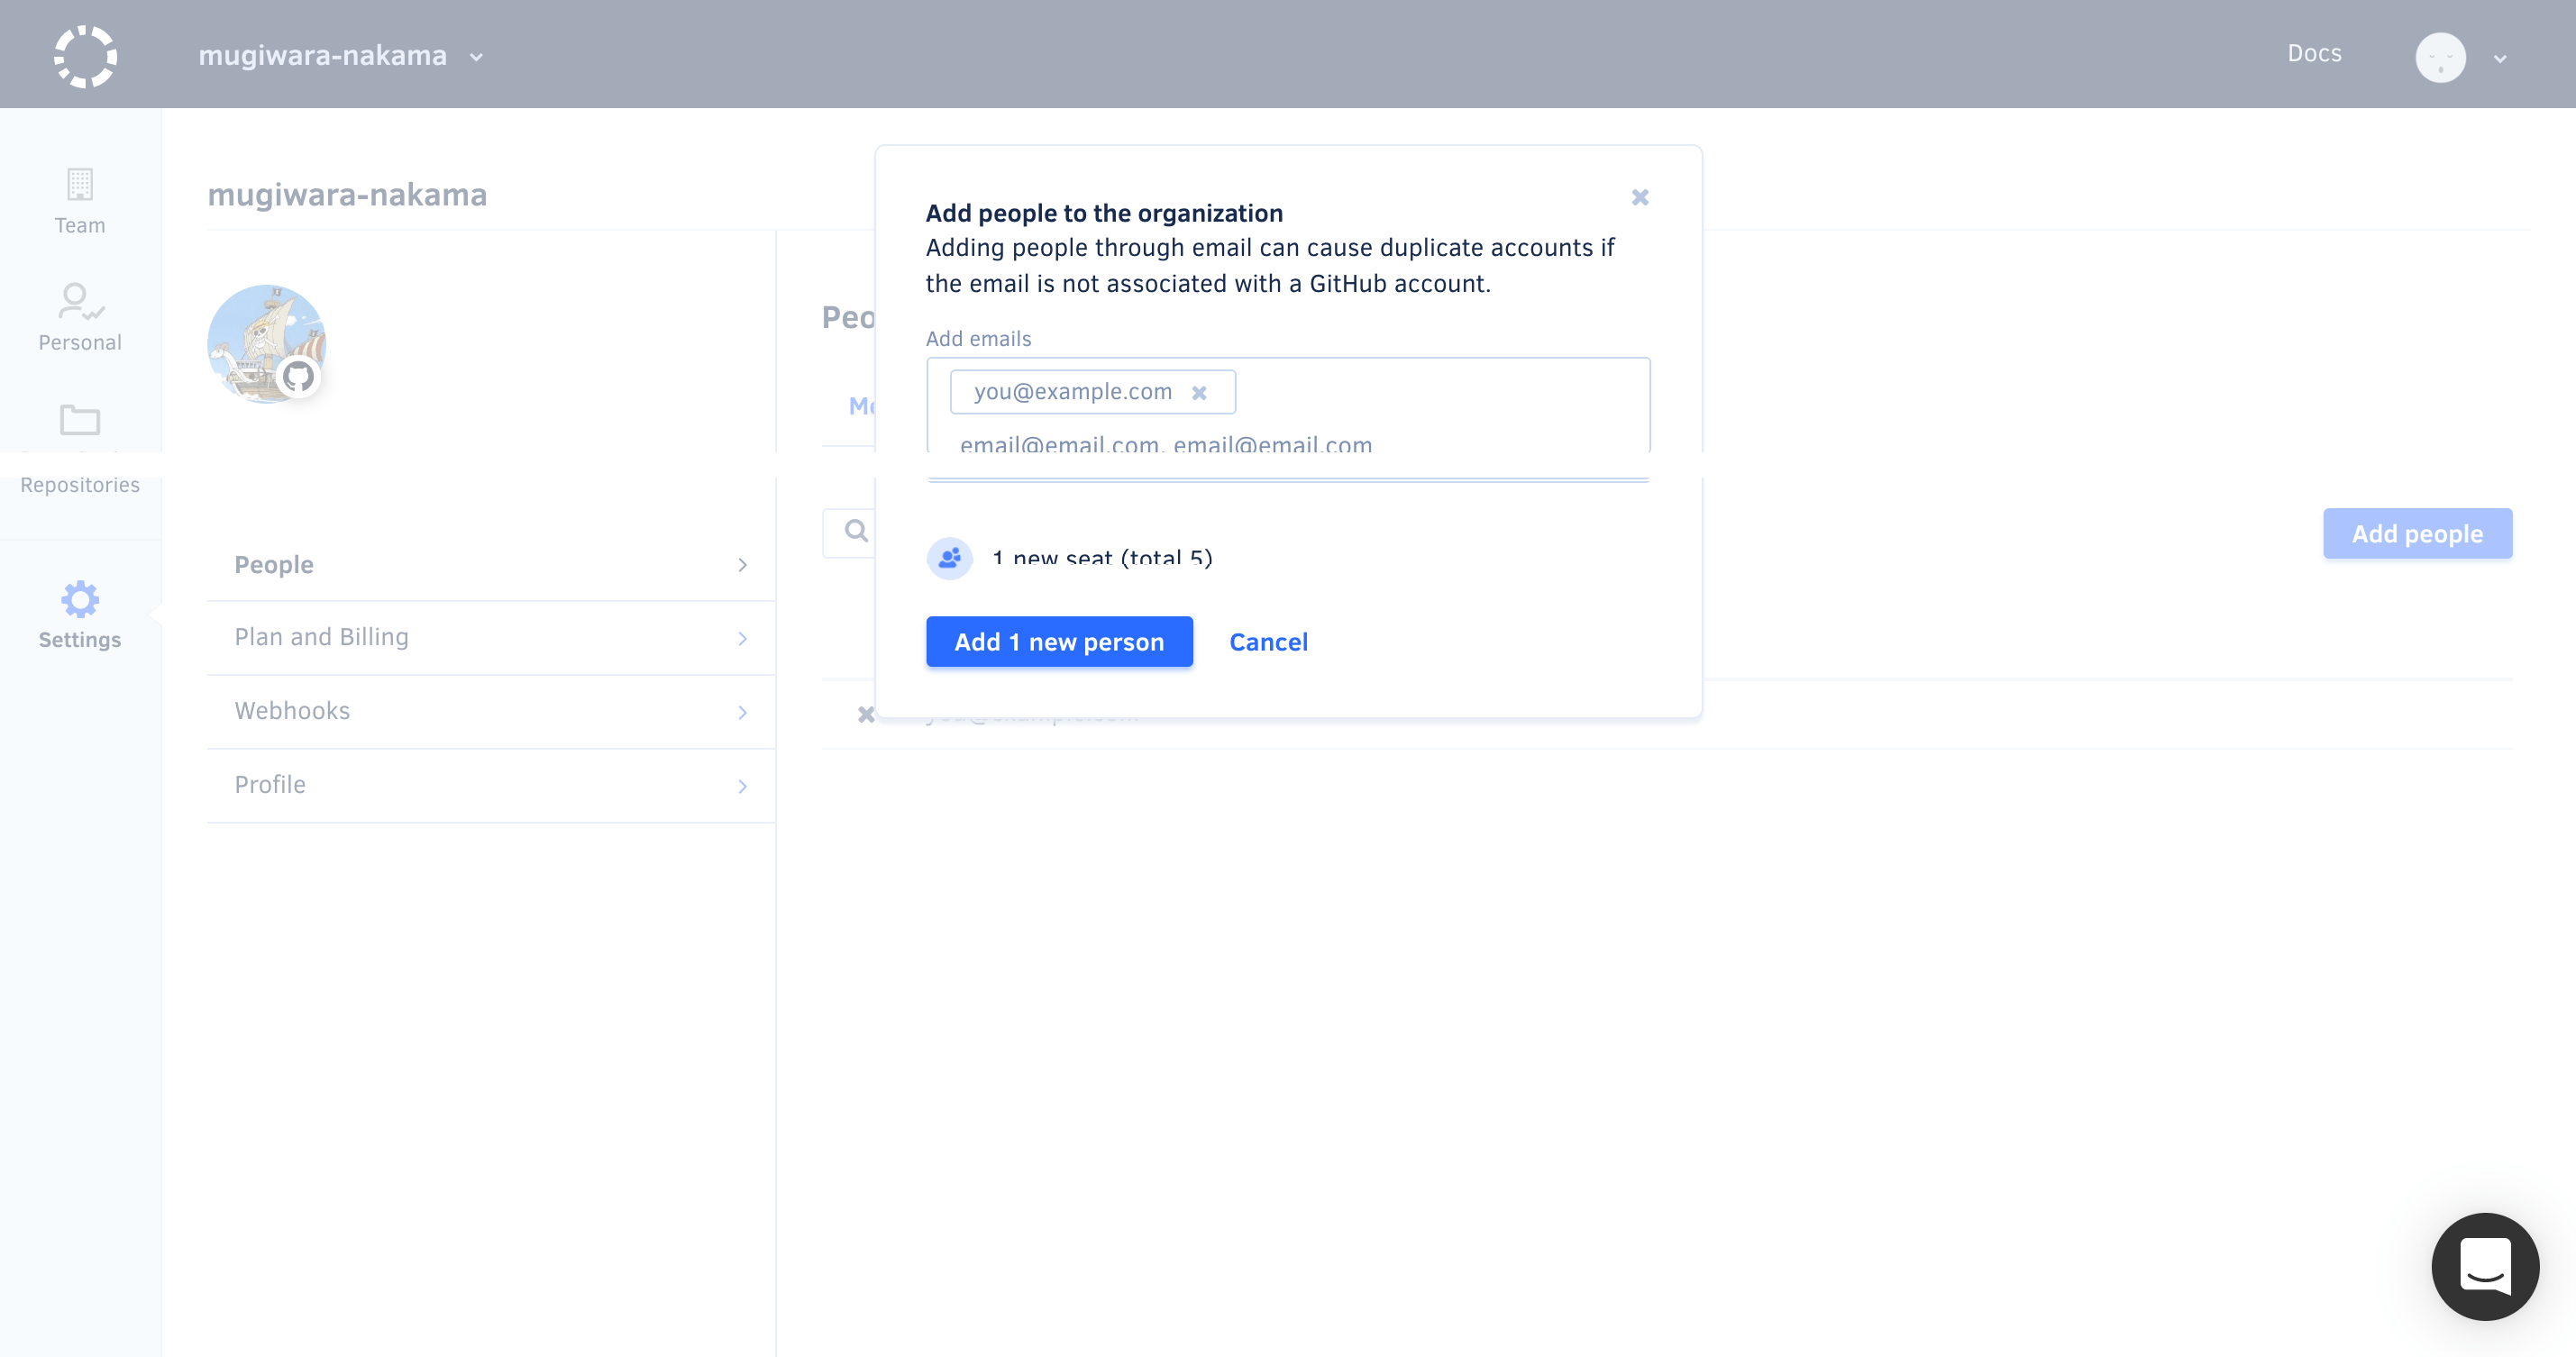 mugiwara-nakama
Docs
Team
Personal
Repositories
Settings
mugiwara-nakama
People
Plan and Billing
Webhooks
Profile
Add people to the organization
Adding people through email can cause duplicate accounts if
the email is not associated with a GitHub account.
Add emails
you@example.com
email@email.com, email@email.com
1 new seat (total 5)
Add 1 new person Cancel
Add people